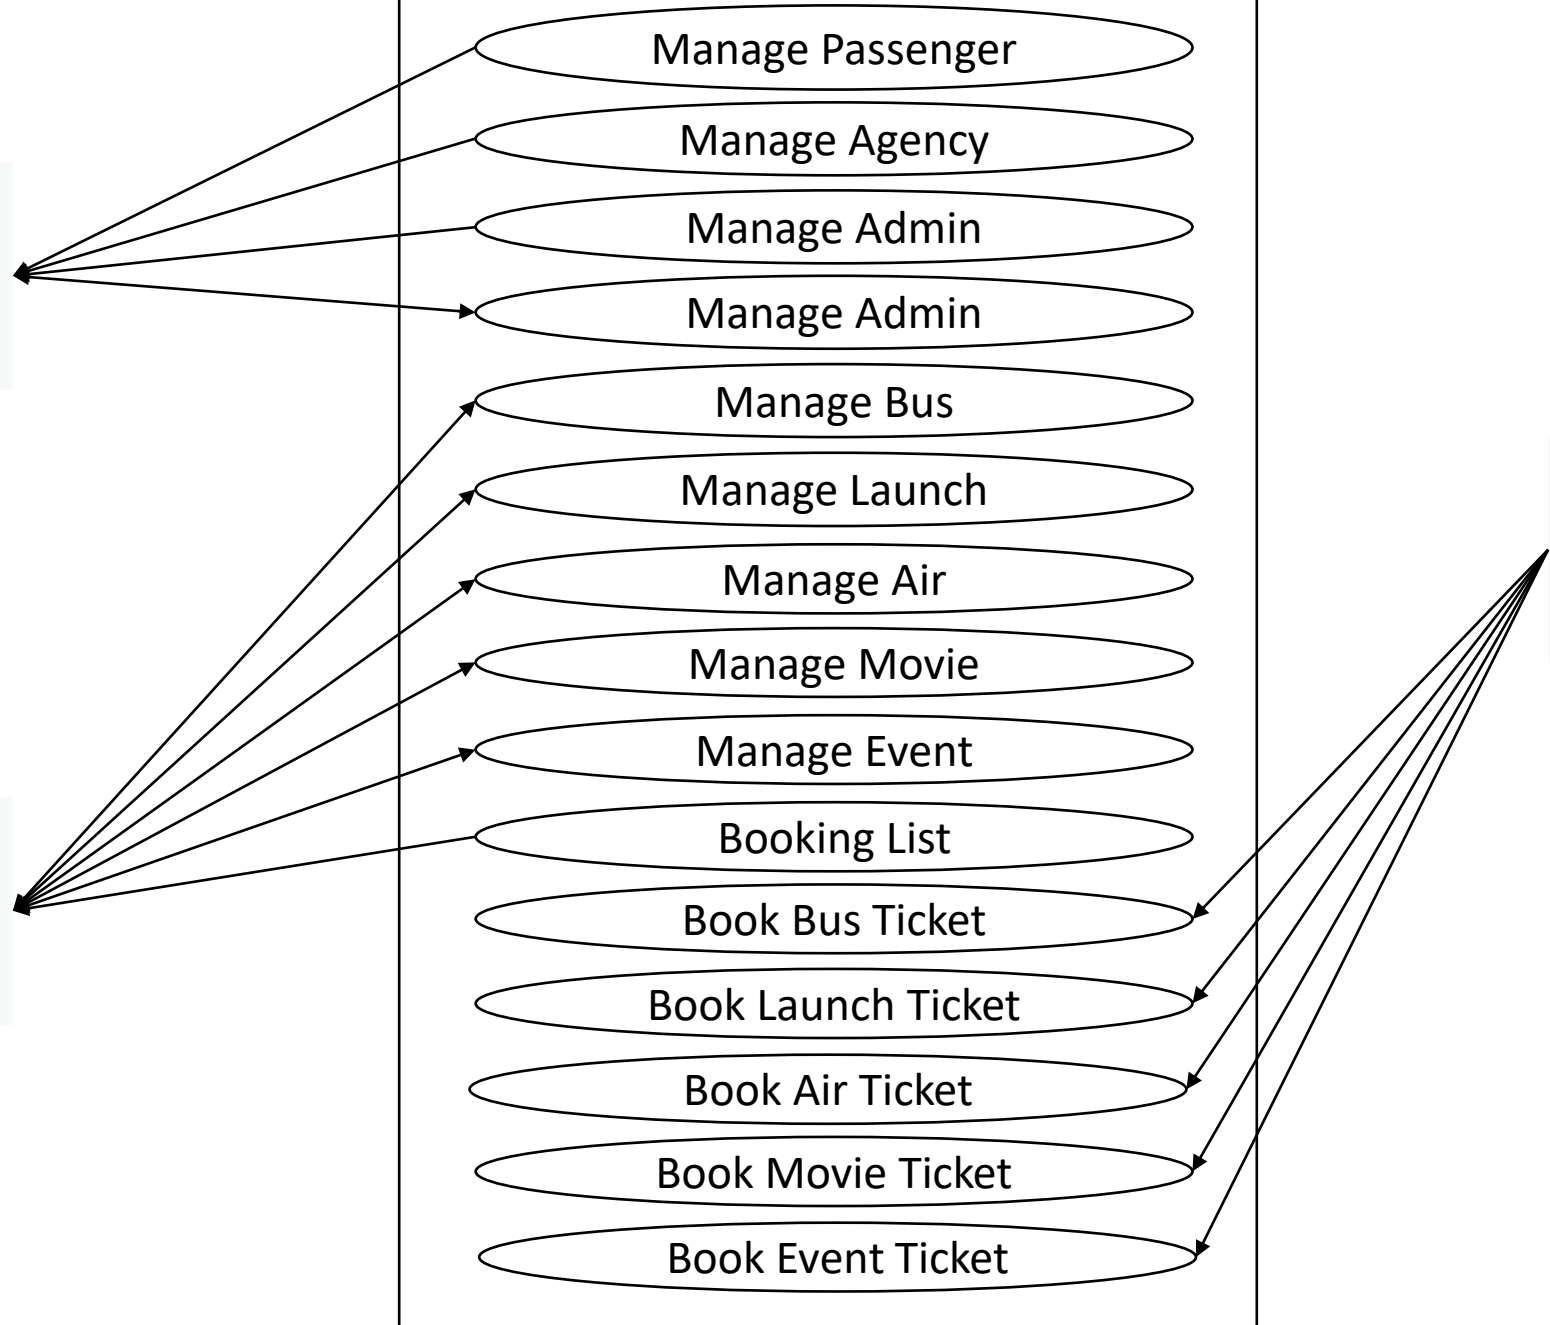 Manage Passenger
Manage Agency
Manage Admin
Manage Admin
Manage Bus
Manage Launch
Manage Air
Manage Movie
Manage Event
Booking List
Book Bus Ticket
Book Launch Ticket
Book Air Ticket
Book Movie Ticket
Book Event Ticket